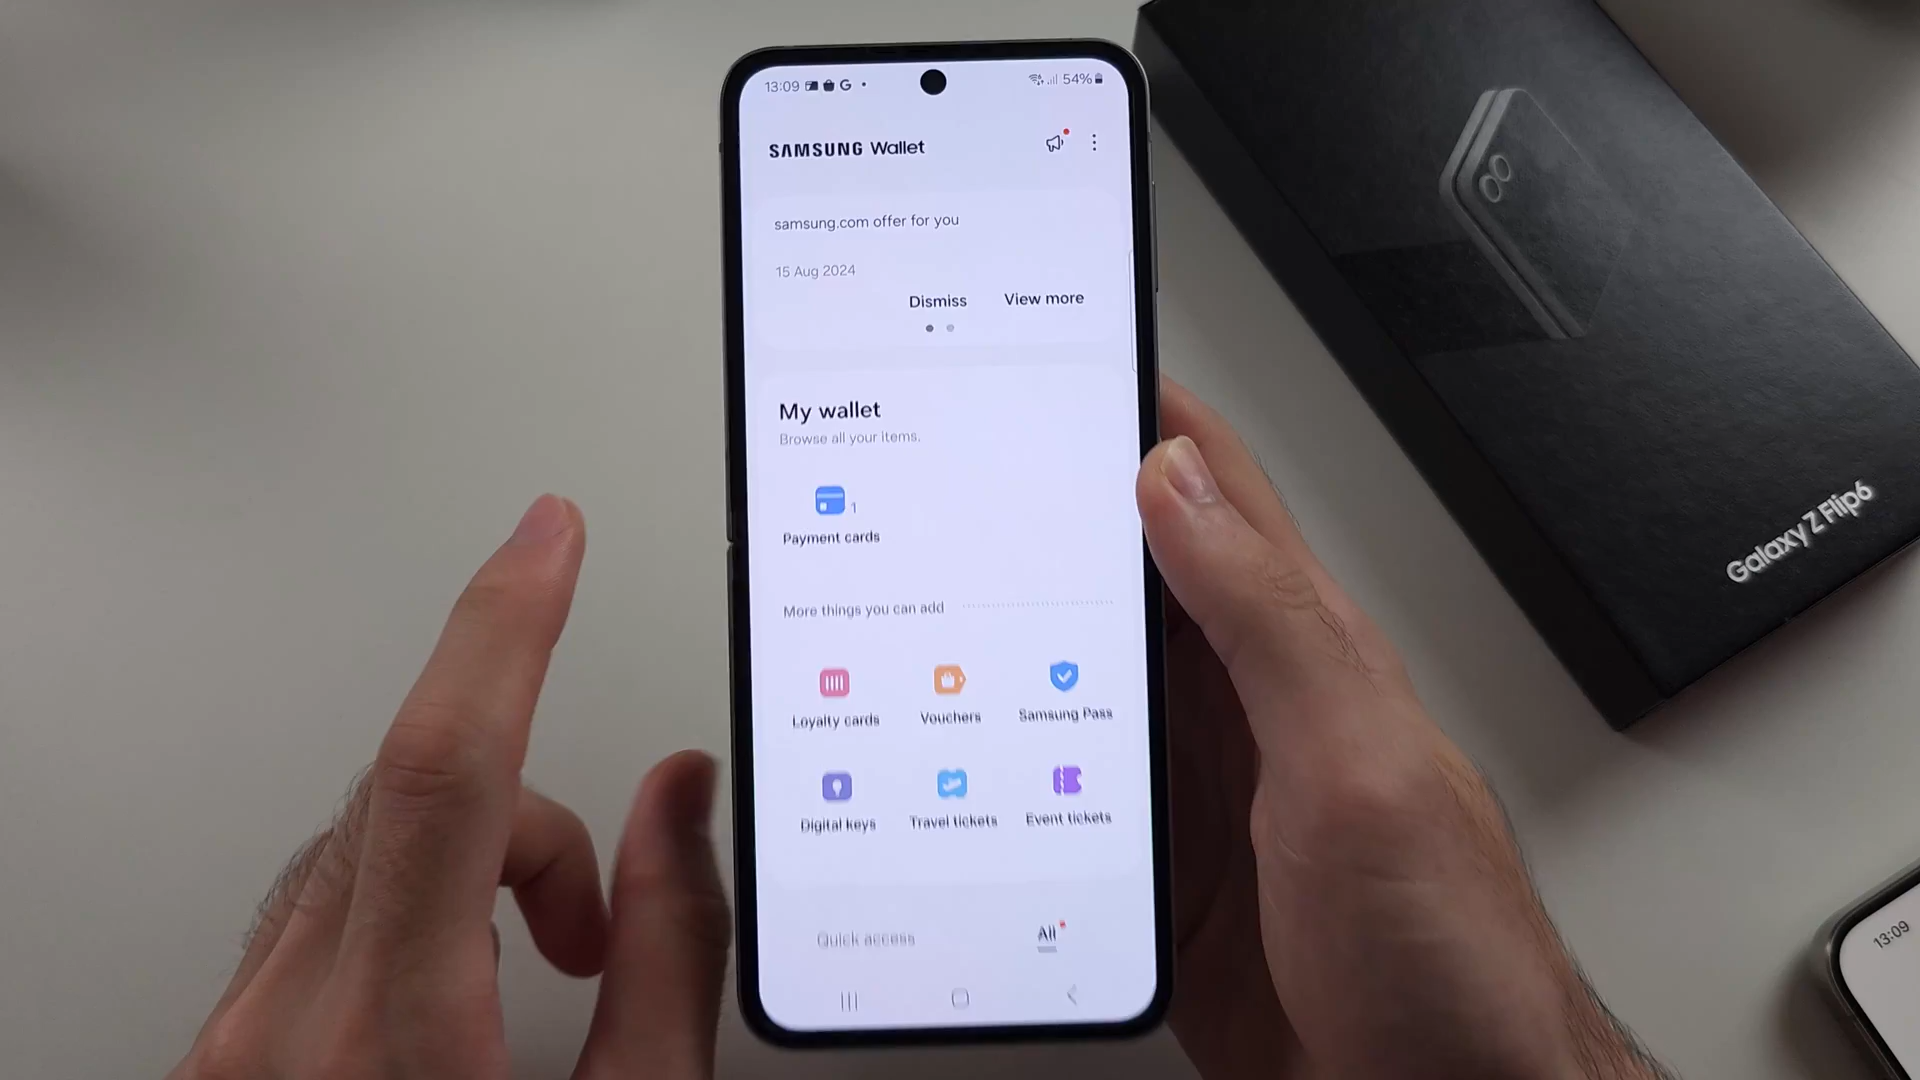 13:09 G
54%
SAMSUNG Wallet
samsung.com offer for you
15 Aug 2024
Dismiss View more
My wallet
Browse all your items.
1
Payment cards
More things you can add
Loyalty cards Vouchers Samsung Pass
Digital keys Travel tickets Event tickets
Quick access All
Galaxy Z Flip6
13:09